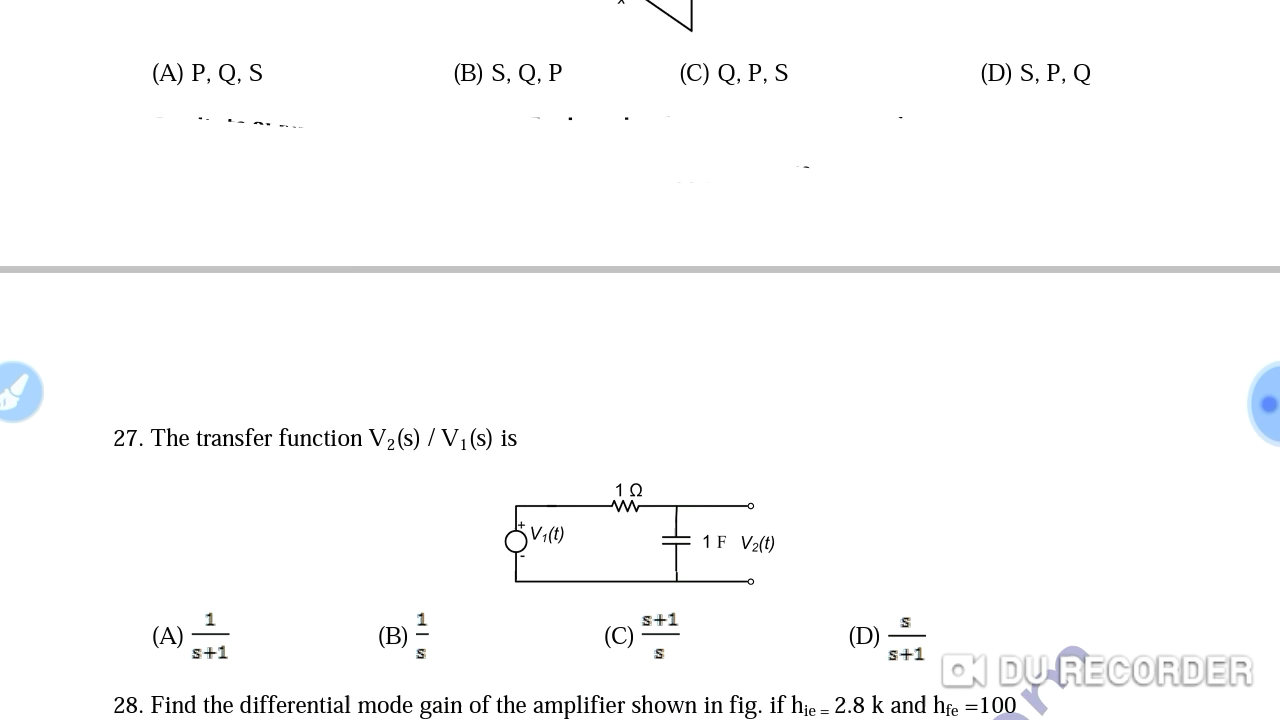 (A) P, Q, S (B) S, Q, P (C) Q, P, S (D) S, P, Q
27. The transfer function V₂(s) / V₁(s) is
1 Ω
+ V₁(t)
1 F V₂(t)
-
(A) 1/s+1 (B) 1/s (C) s+1/s (D) s/s+1
DU RECORDER
28. Find the differential mode gain of the amplifier shown in fig. if hie = 2.8 k and hfe =100